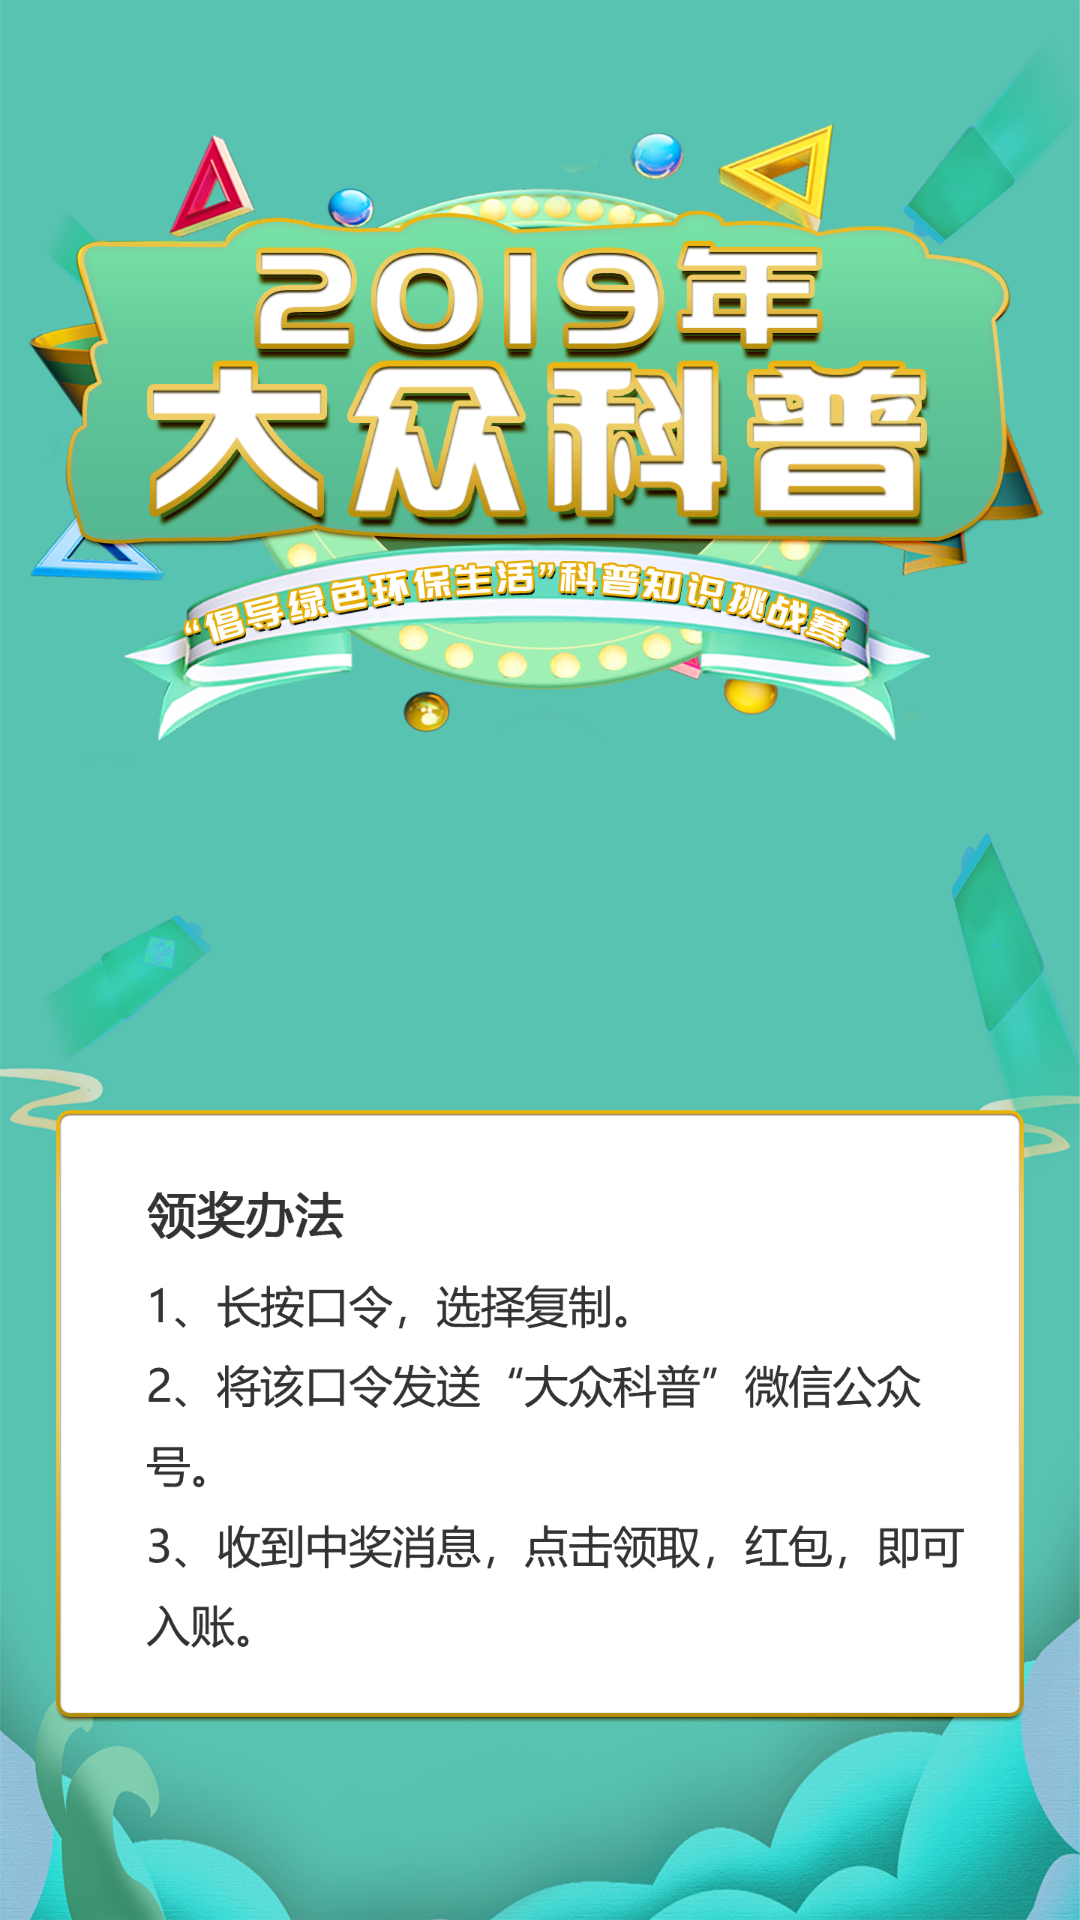 2019年
大众科普
“倡导绿色环保生活”科普知识挑战赛
领奖办法
1、长按口令，选择复制。
2、将该口令发送“大众科普”微信公众
号。
3、收到中奖消息，点击领取，红包，即可
入账。